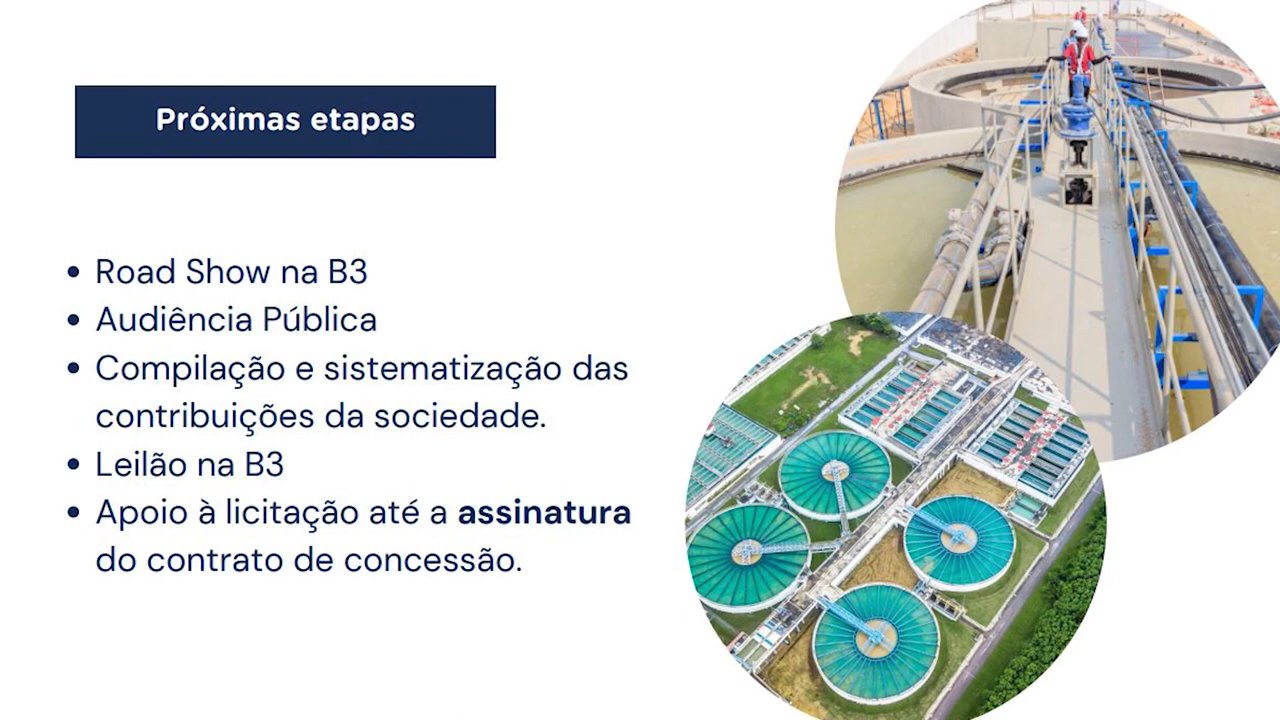 Próximas etapas
• Road Show na B3
• Audiência Pública
• Compilação e sistematização das
contribuições da sociedade.
• Leilão na B3
• Apoio à licitação até a assinatura
do contrato de concessão.